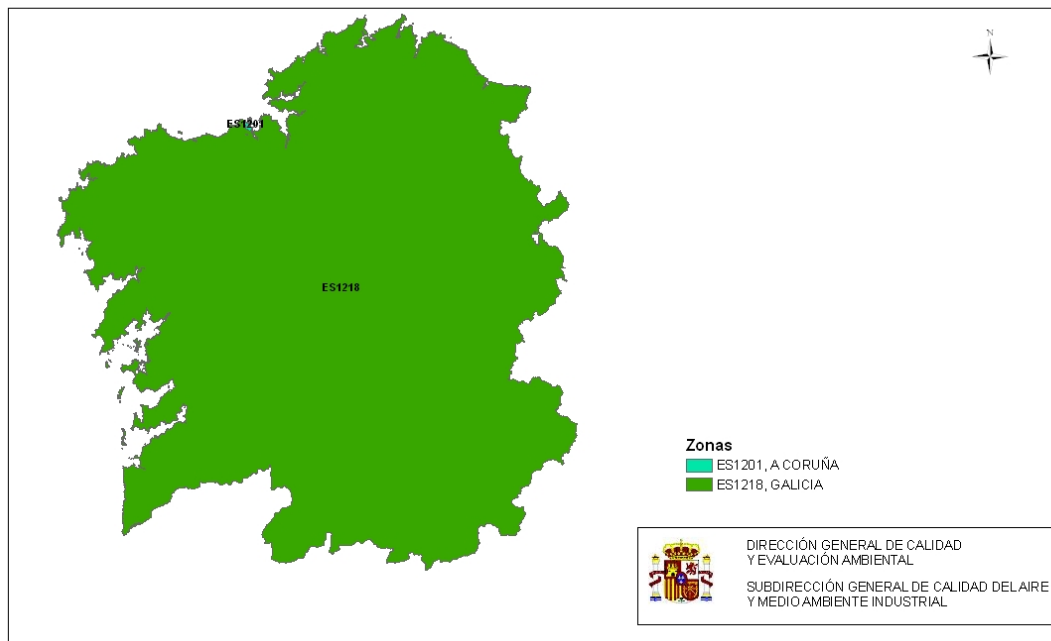 N
ES1201
ES1218
Zonas
ES1201, A CORUÑA
ES1218, GALICIA
DIRECCIÓN GENERAL DE CALIDAD
Y EVALUACIÓN AMBIENTAL
SUBDIRECCIÓN GENERAL DE CALIDAD DEL AIRE
Y MEDIO AMBIENTE INDUSTRIAL